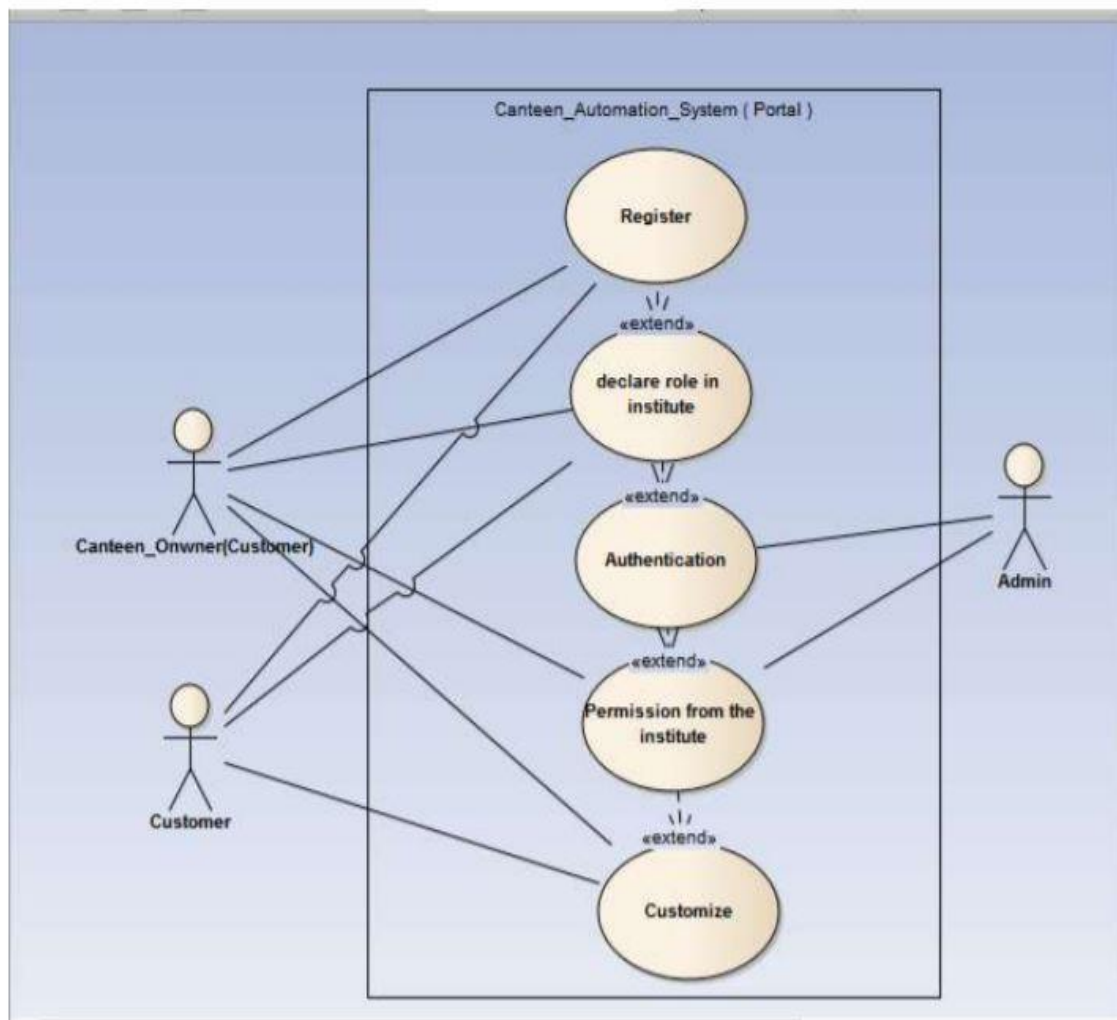 Canteen_Automation_System ( Portal )
Register
«extend»
declare role in
institute
«extend»
Authentication
«extend»
Permission from the
institute
«extend»
Customize
Canteen_Onwner(Customer)
Customer
Admin